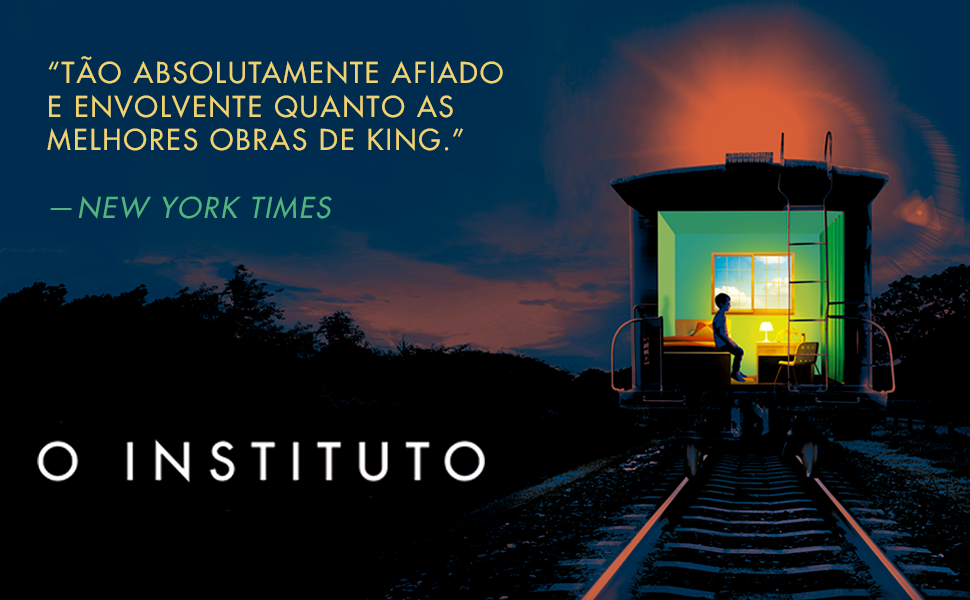 “TÃO ABSOLUTAMENTE AFIADO
E ENVOLVENTE QUANTO AS
MELHORES OBRAS DE KING.”
—NEW YORK TIMES
O INSTITUTO